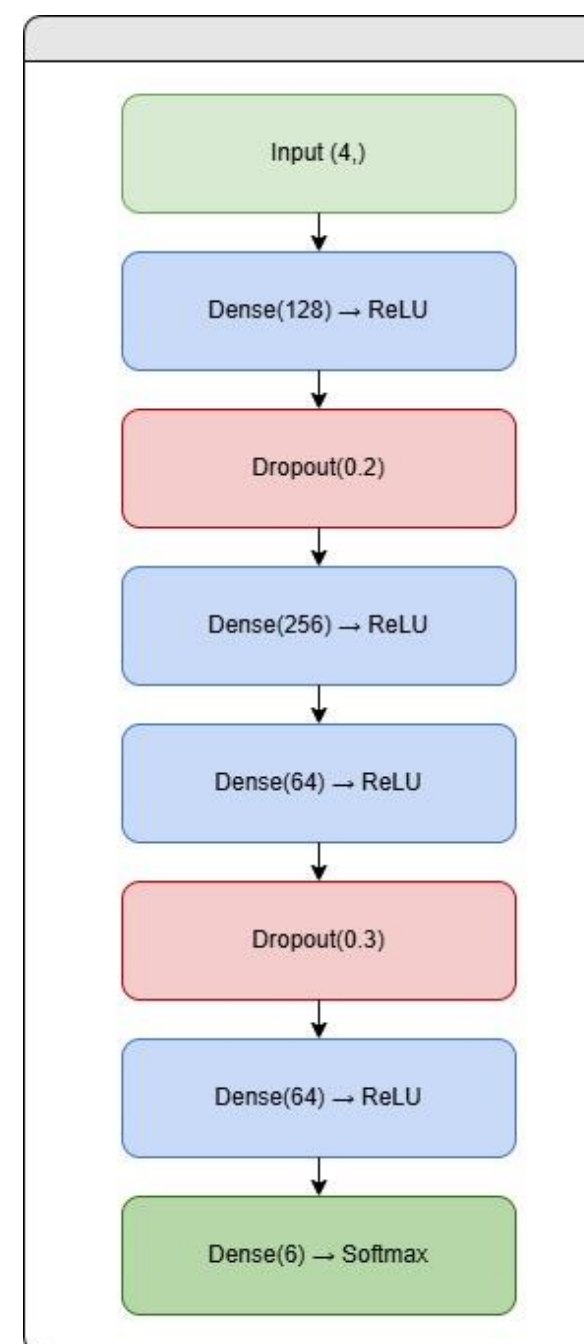 Input (4,)
Dense(128) → ReLU
Dropout(0.2)
Dense(256) → ReLU
Dense(64) → ReLU
Dropout(0.3)
Dense(64) → ReLU
Dense(6) → Softmax